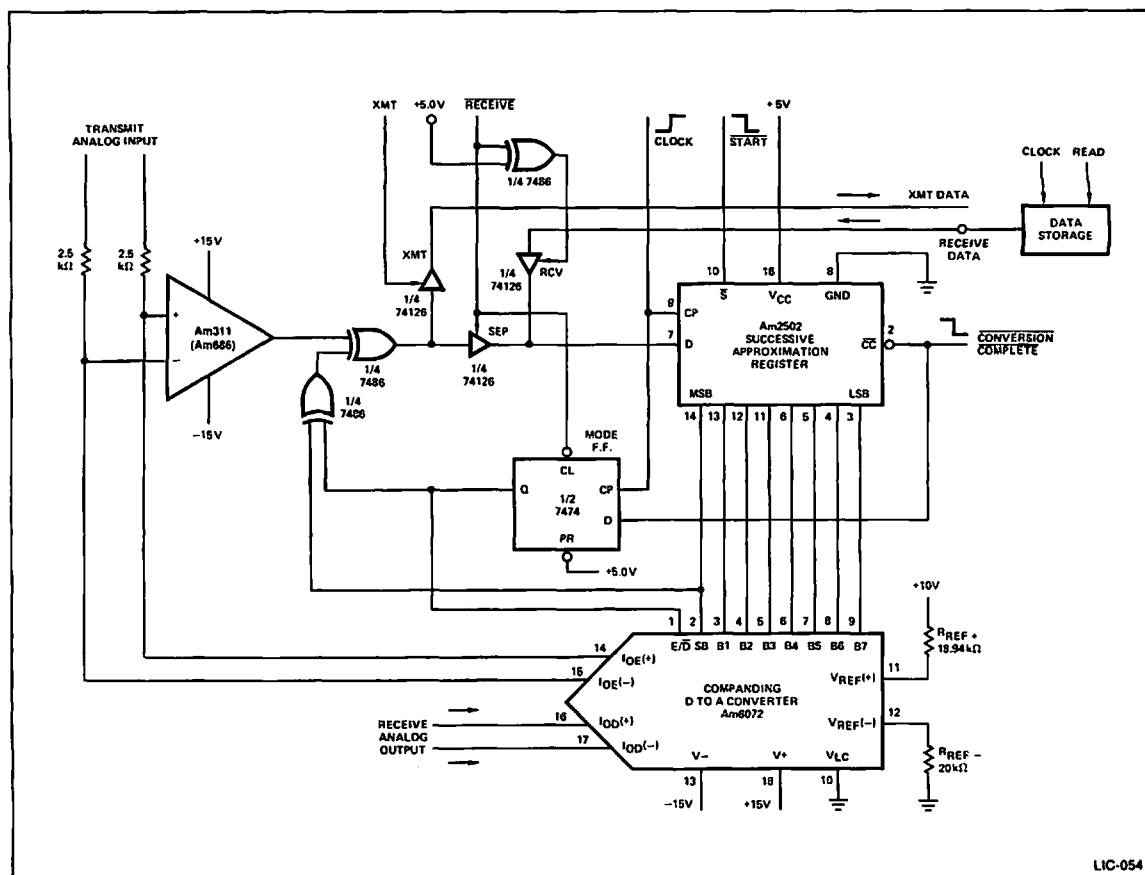 XMT
+5.0V
RECEIVE
+5V
TRANSMIT
ANALOG INPUT
CLOCK
START
1/4 7486
CLOCK READ
XMT DATA
DATA
STORAGE
RECEIVE
DATA
2.5
kΩ
2.5
kΩ
+15V
XMT
1/4
74126
1/4
74126
RCV
10
16
8
S
VCC
GND
Am311
(Am686)
+
–
–15V
SEP
1/4
7486
1/4
74126
1/4
7486
9
CP
7
D
Am2502
SUCCESSIVE
APPROXIMATION
REGISTER
2
CC
CONVERSION
COMPLETE
MSB
LSB
14 13 12 11 6 5 4 3
MODE
F.F.
CL
Q
1/2
7474
CP
D
PR
+5.0V
+10V
RREF +
18.94kΩ
1 2 3 4 5 6 7 8 9
E/D SB B1 B2 B3 B4 B5 B6 B7
14
IOE(+)
15
IOE(–)
16
IOD(+)
17
IOD(–)
RECEIVE
ANALOG
OUTPUT
COMPANDING
D TO A CONVERTER
Am6072
11
VREF(+)
12
VREF(–)
RREF –
20kΩ
V–
V+
VLC
13
18
10
–15V
+15V
LIC-054